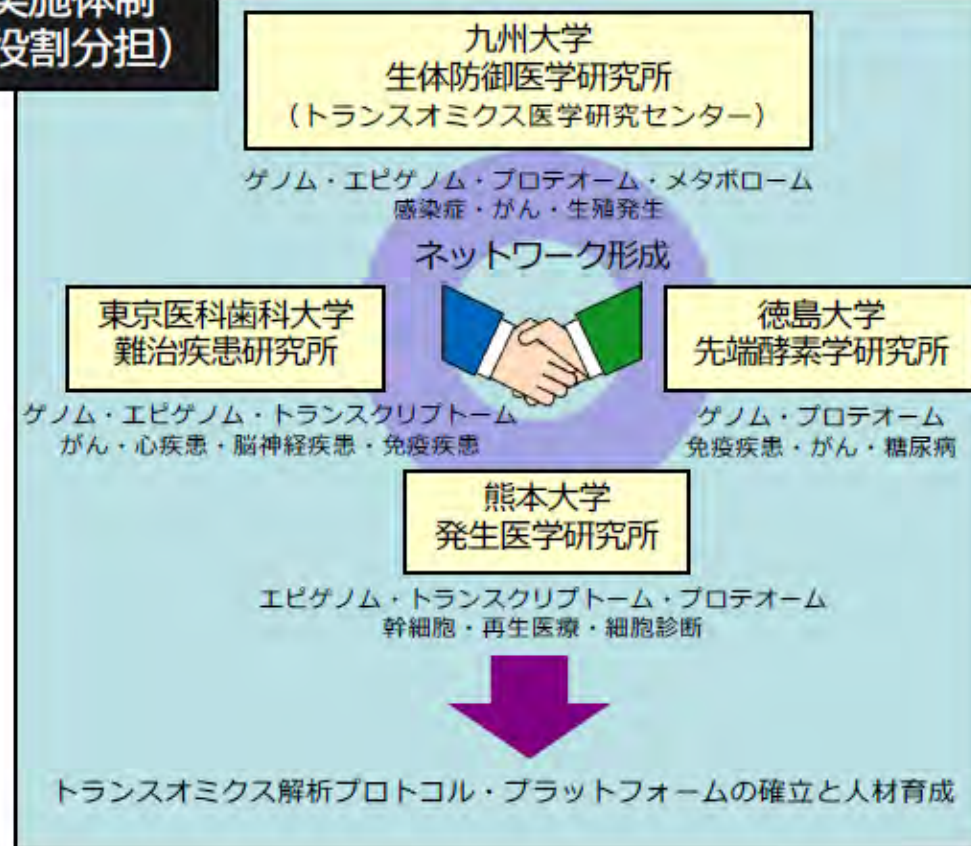 実施体制
役割分担）
九州大学
生体防御医学研究所
（トランスオミクス医学研究センター）
ゲノム・エピゲノム・プロテオーム・メタボローム
感染症・がん・生殖発生
ネットワーク形成
東京医科歯科大学
難治疾患研究所
ゲノム・エピゲノム・トランスクリプトーム
がん・心疾患・脳神経疾患・免疫疾患
徳島大学
先端酵素学研究所
ゲノム・プロテオーム
免疫疾患・がん・糖尿病
熊本大学
発生医学研究所
エピゲノム・トランスクリプトーム・プロテオーム
幹細胞・再生医療・細胞診断
トランスオミクス解析プロトコル・プラットフォームの確立と人材育成